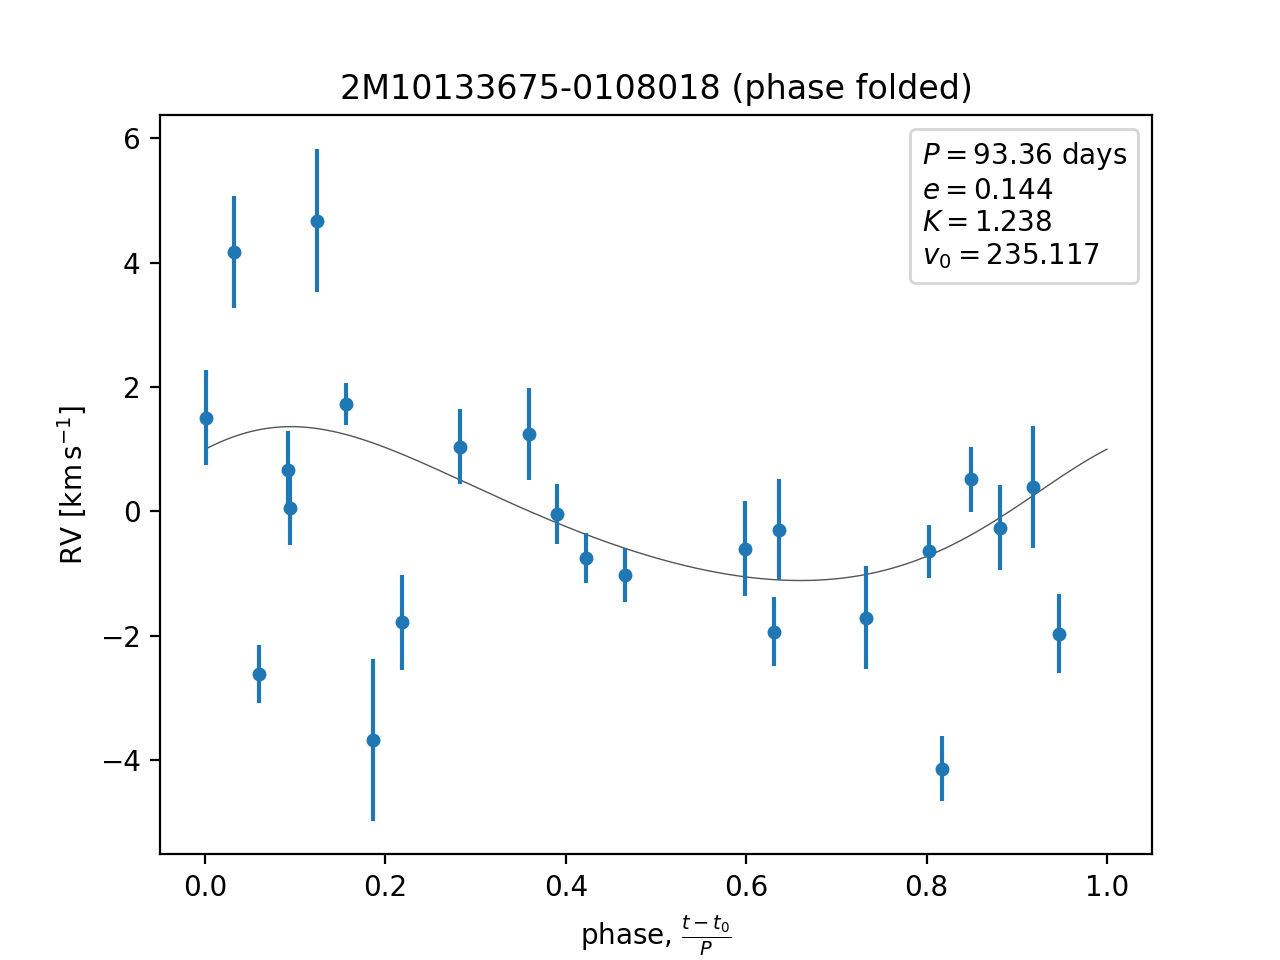 2M10133675-0108018 (phase folded)
P = 93.36 days
e = 0.144
K = 1.238
v₀ = 235.117
6
4
2
0
−2
−4
RV [km s⁻¹]
0.0 0.2 0.4 0.6 0.8 1.0
phase, (t − t₀)/P